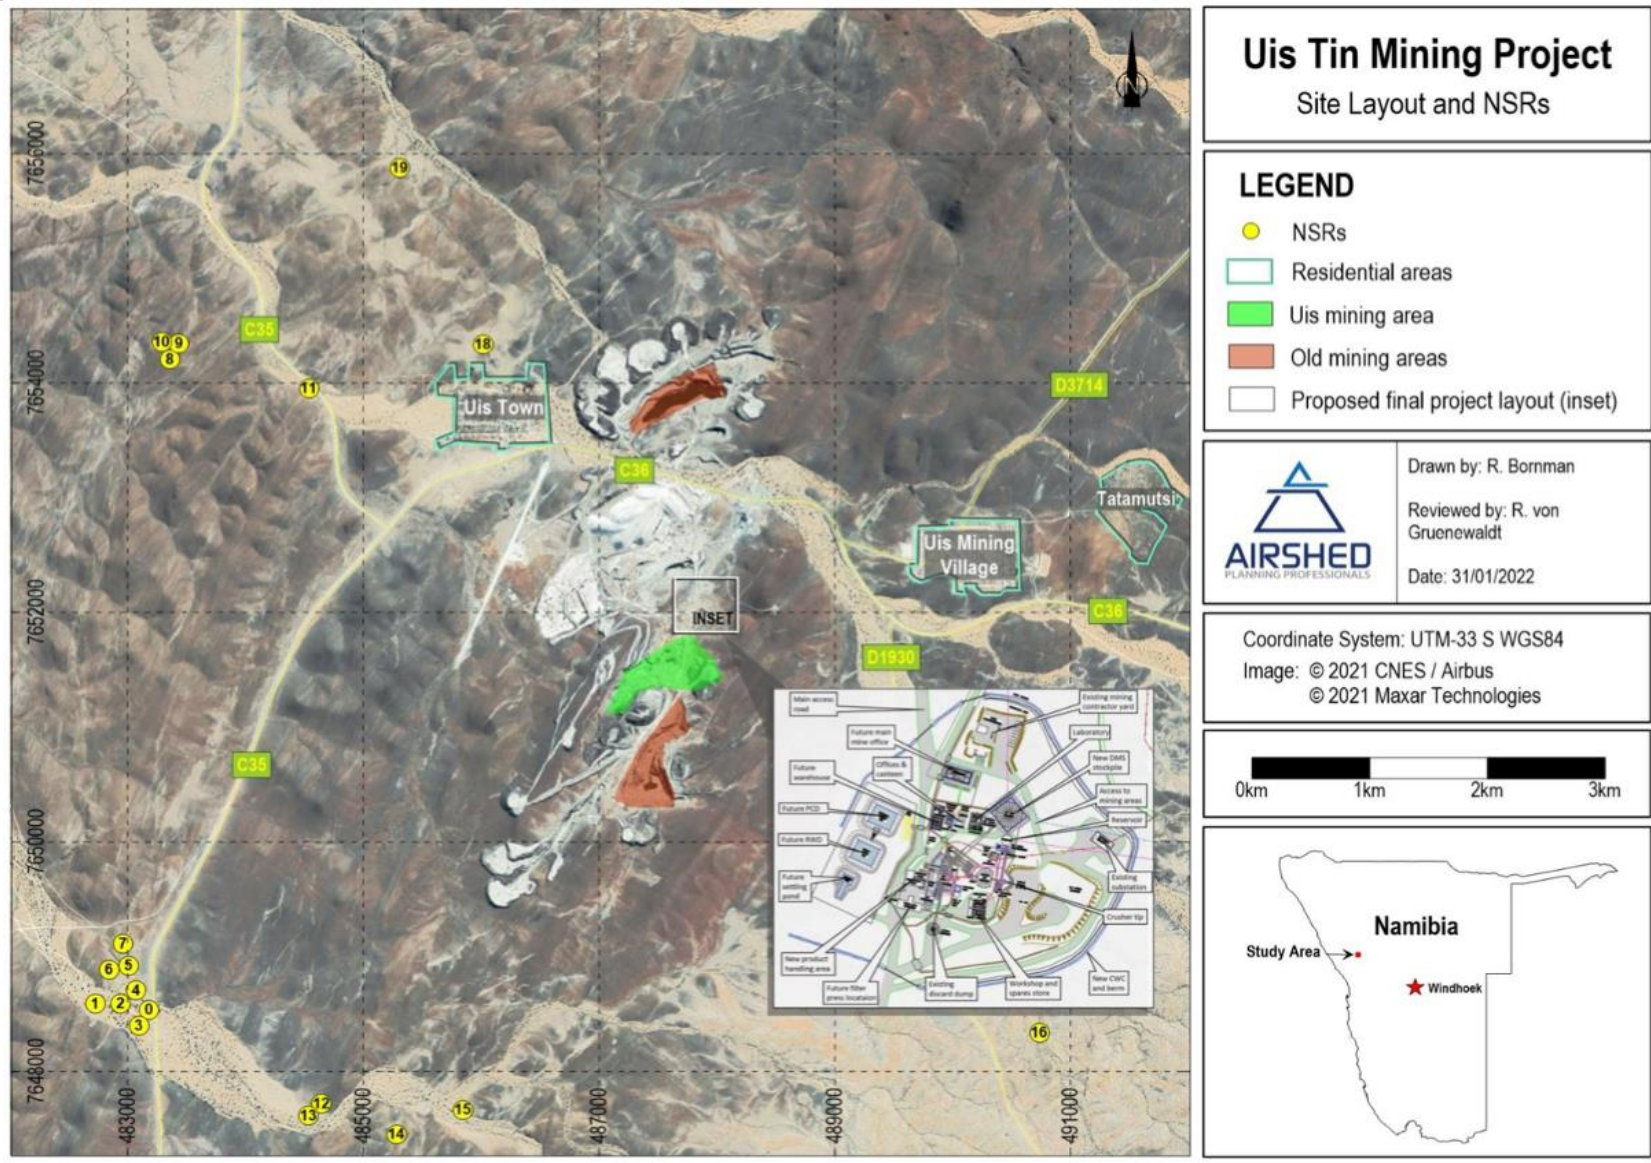 Uis Tin Mining Project
Site Layout and NSRs
LEGEND
NSRs
Residential areas
Uis mining area
Old mining areas
Proposed final project layout (inset)
AIRSHED
PLANNING PROFESSIONALS
Drawn by: R. Bornman
Reviewed by: R. von
Gruenewaldt
Date: 31/01/2022
Coordinate System: UTM-33 S WGS84
Image: © 2021 CNES / Airbus
© 2021 Maxar Technologies
0km 1km 2km 3km
Namibia
Study Area
Windhoek
N
7656000
7654000
7652000
7650000
7648000
483000
485000
487000
489000
491000
19
C35
10
9
8
18
11
Uis Town
D3714
C36
Tatamutsi
Uis Mining
Village
C36
INSET
D1930
C35
7
6
5
4
1
2
0
3
12
13
14
15
16
Main access
road
Existing mining
contractor yard
Future main
mine office
Laboratory
Offices &
canteen
New DMS
stockpile
Future
warehouse
Access to
mining areas
Future PCD
Reservoir
Future RWD
Future
settling
pond
Existing
substation
Crusher tip
New product
handling area
Future filter
press locataion
Existing
discard dump
Workshop and
spares store
New CWC
and berm